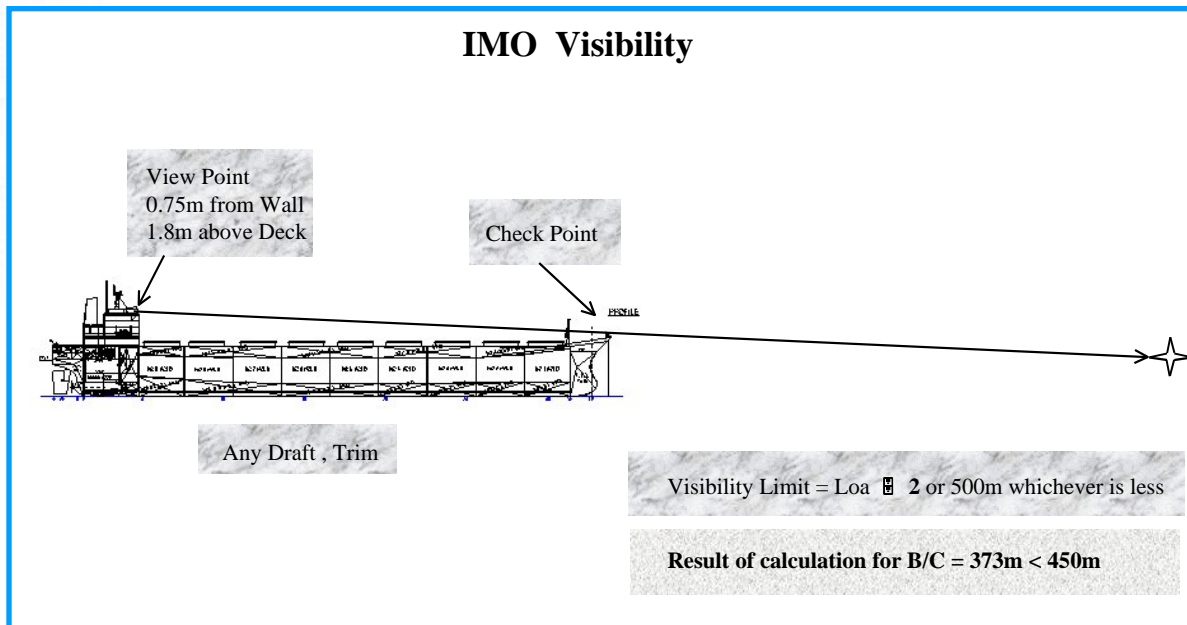 IMO Visibility
View Point
0.75m from Wall
1.8m above Deck
Check Point
PROFILE
Any Draft , Trim
Visibility Limit = Loa 2 or 500m whichever is less
Result of calculation for B/C = 373m < 450m